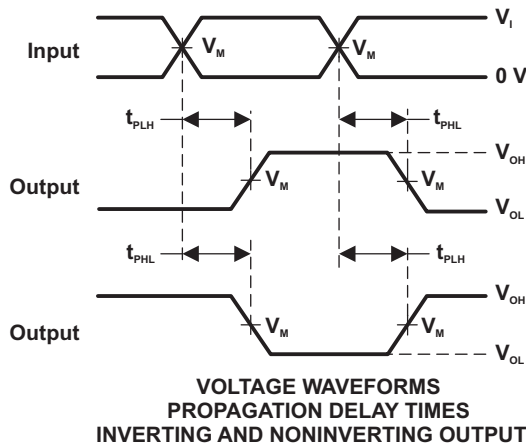 V_I
Input
V_M
V_M
0 V
t_PLH
t_PHL
V_OH
Output
V_M
V_M
V_OL
t_PHL
t_PLH
V_OH
Output
V_M
V_M
V_OL
VOLTAGE WAVEFORMS
PROPAGATION DELAY TIMES
INVERTING AND NONINVERTING OUTPUT